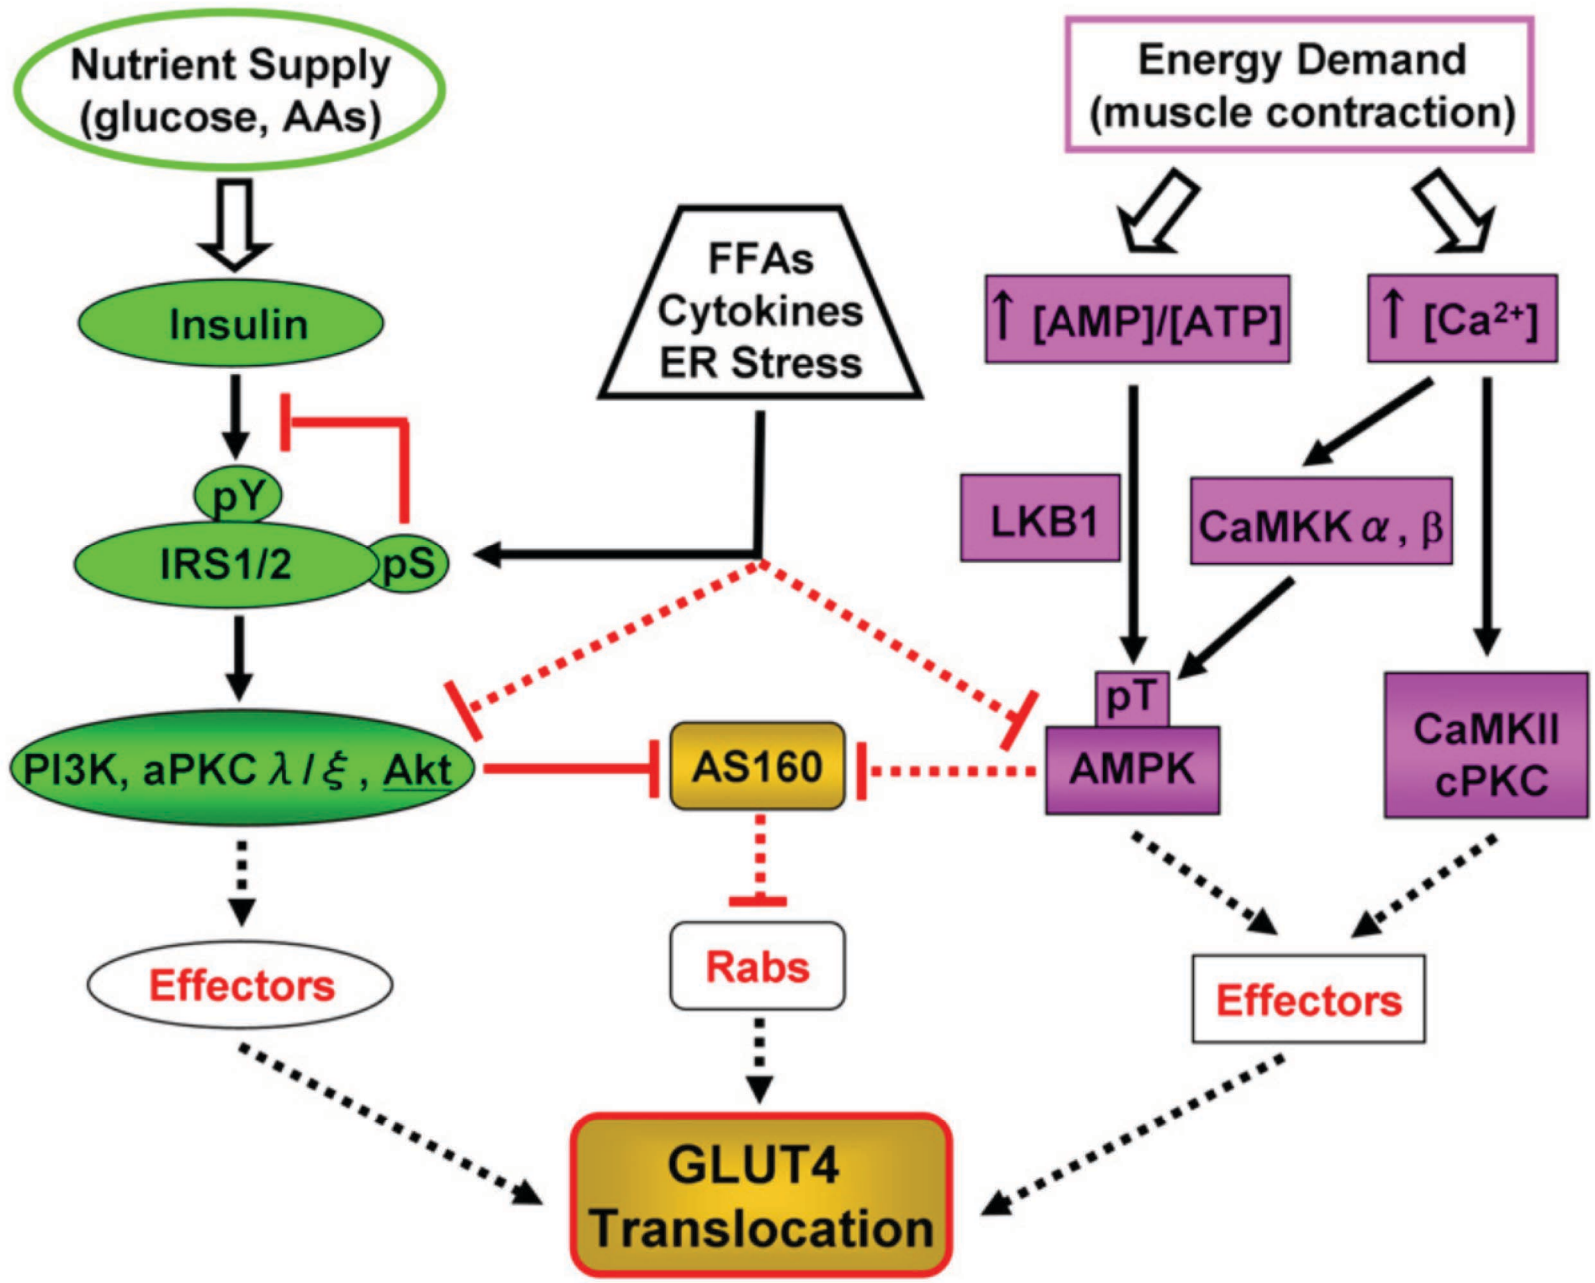 Nutrient Supply
(glucose, AAs)
Energy Demand
(muscle contraction)
FFAs
Cytokines
ER Stress
Insulin
↑ [AMP]/[ATP]
↑ [Ca²⁺]
pY
IRS1/2
pS
LKB1
CaMKK α, β
PI3K, aPKC λ/ξ, Akt
AS160
pT
AMPK
CaMKII
cPKC
Effectors
Rabs
Effectors
GLUT4
Translocation